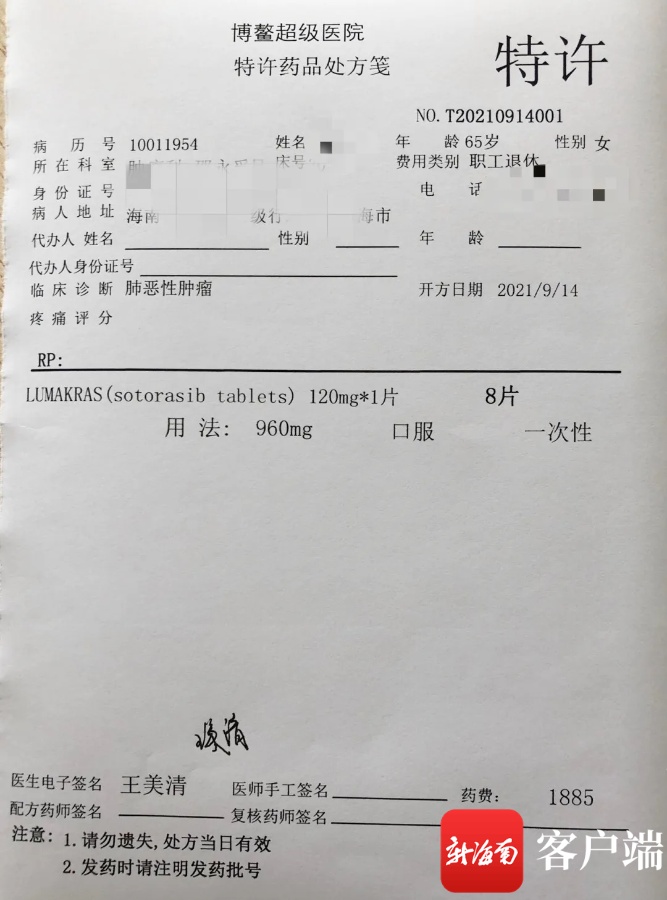 博鳌超级医院
特许药品处方笺
特许
NO.T20210914001
病 历 号 10011954 姓名 年 龄 65岁 性别 女
所在科室 床号 费用类别 职工退休
身份证号 电
病人地址 海南 级行 海市
代办人 姓名 性别 年 龄
代办人身份证号
临床诊断 肺恶性肿瘤 开方日期 2021/9/14
疼痛评分
RP:
LUMAKRAS(sotorasib tablets) 120mg*1片 8片
用 法: 960mg 口服 一次性
医生电子签名 王美清 医师手工签名 药费: 1885
配方药师签名 复核药师签名
注意: 1.请勿遗失,处方当日有效
2.发药时请注明发药批号
新海南 客户端